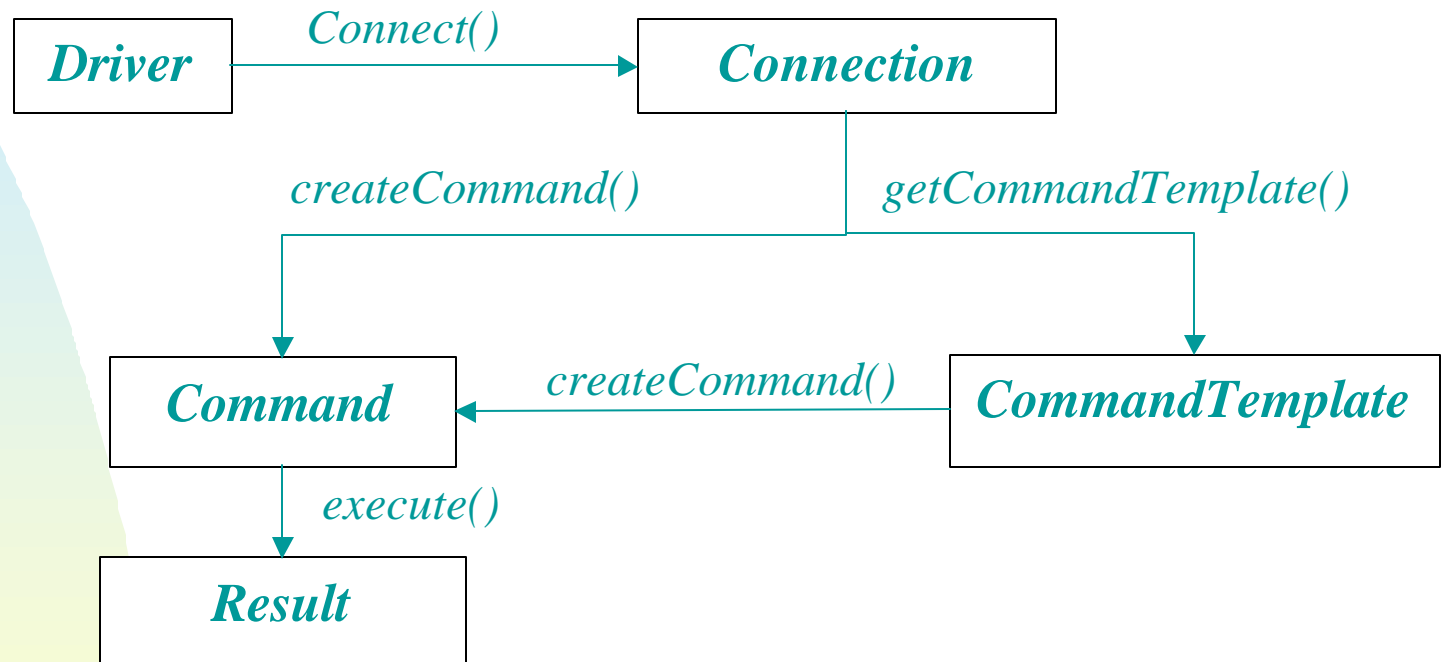 Driver
Connect()
Connection
createCommand()
getCommandTemplate()
Command
createCommand()
CommandTemplate
execute()
Result